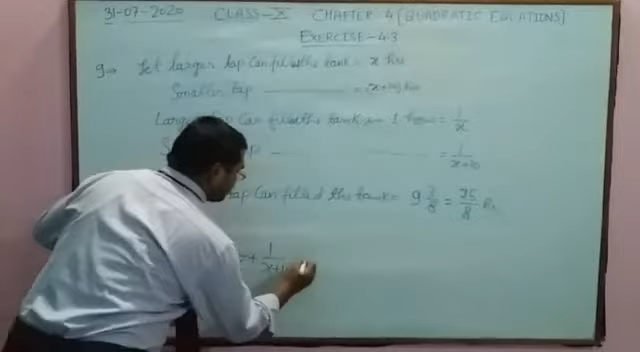 31-07-2020 CLASS-X CHAPTER 4 (QUADRATIC EQUATIONS)
EXERCISE-4.3
9→ Let larger tap can fill the tank = x hrs
Smaller tap ———— = (x+10) hrs
Larger tap can fill the tank in 1 hour = 1/x
———— = 1/(x+10)
tap can filled the tank = 9 3/8 = 75/8 h
+ 1/(x+10